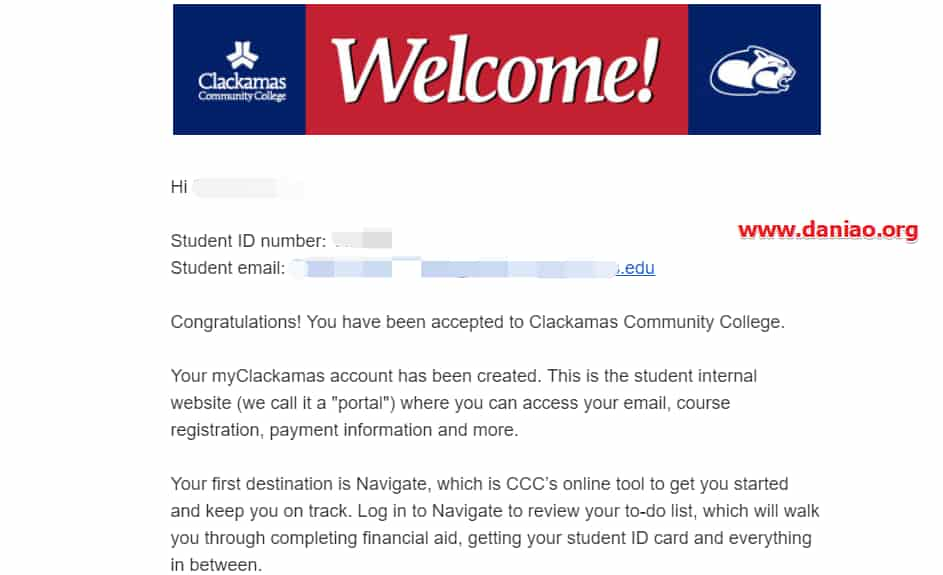 Clackamas
Community College
Welcome!
Hi
www.daniao.org
Student ID number:
Student email: .edu
Congratulations! You have been accepted to Clackamas Community College.
Your myClackamas account has been created. This is the student internal
website (we call it a "portal") where you can access your email, course
registration, payment information and more.
Your first destination is Navigate, which is CCC’s online tool to get you started
and keep you on track. Log in to Navigate to review your to-do list, which will walk
you through completing financial aid, getting your student ID card and everything
in between.